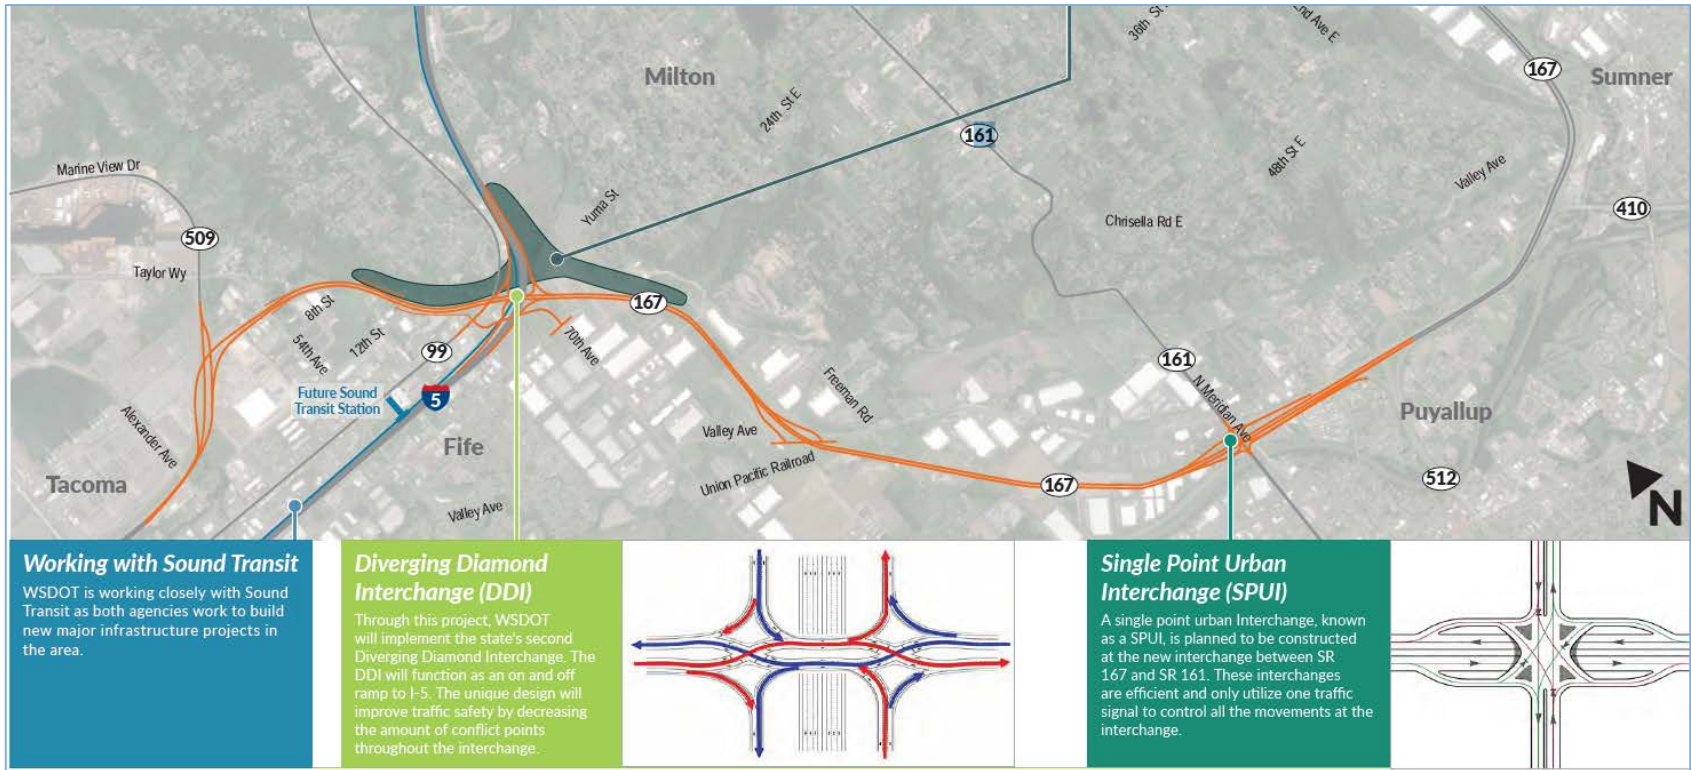 36th St E
2nd Ave E
167
Sumner
Milton
24th St E
161
48th St E
Valley Ave
Marine View Dr
Yuma St
Chrisella Rd E
410
509
Taylor Wy
8th St
167
54th Ave
12th St
99
70th Ave
161
Future Sound
Transit Station
5
Freeman Rd
N Meridian Ave
Puyallup
Alexander Ave
Valley Ave
Fife
Union Pacific Railroad
Tacoma
167
512
Valley Ave
N
Working with Sound Transit
WSDOT is working closely with Sound
Transit as both agencies work to build
new major infrastructure projects in
the area.
Diverging Diamond
Interchange (DDI)
Through this project, WSDOT
will implement the state's second
Diverging Diamond Interchange. The
DDI will function as an on and off
ramp to I-5. The unique design will
improve traffic safety by decreasing
the amount of conflict points
throughout the interchange.
Single Point Urban
Interchange (SPUI)
A single point urban Interchange, known
as a SPUI, is planned to be constructed
at the new interchange between SR
167 and SR 161. These interchanges
are efficient and only utilize one traffic
signal to control all the movements at the
interchange.